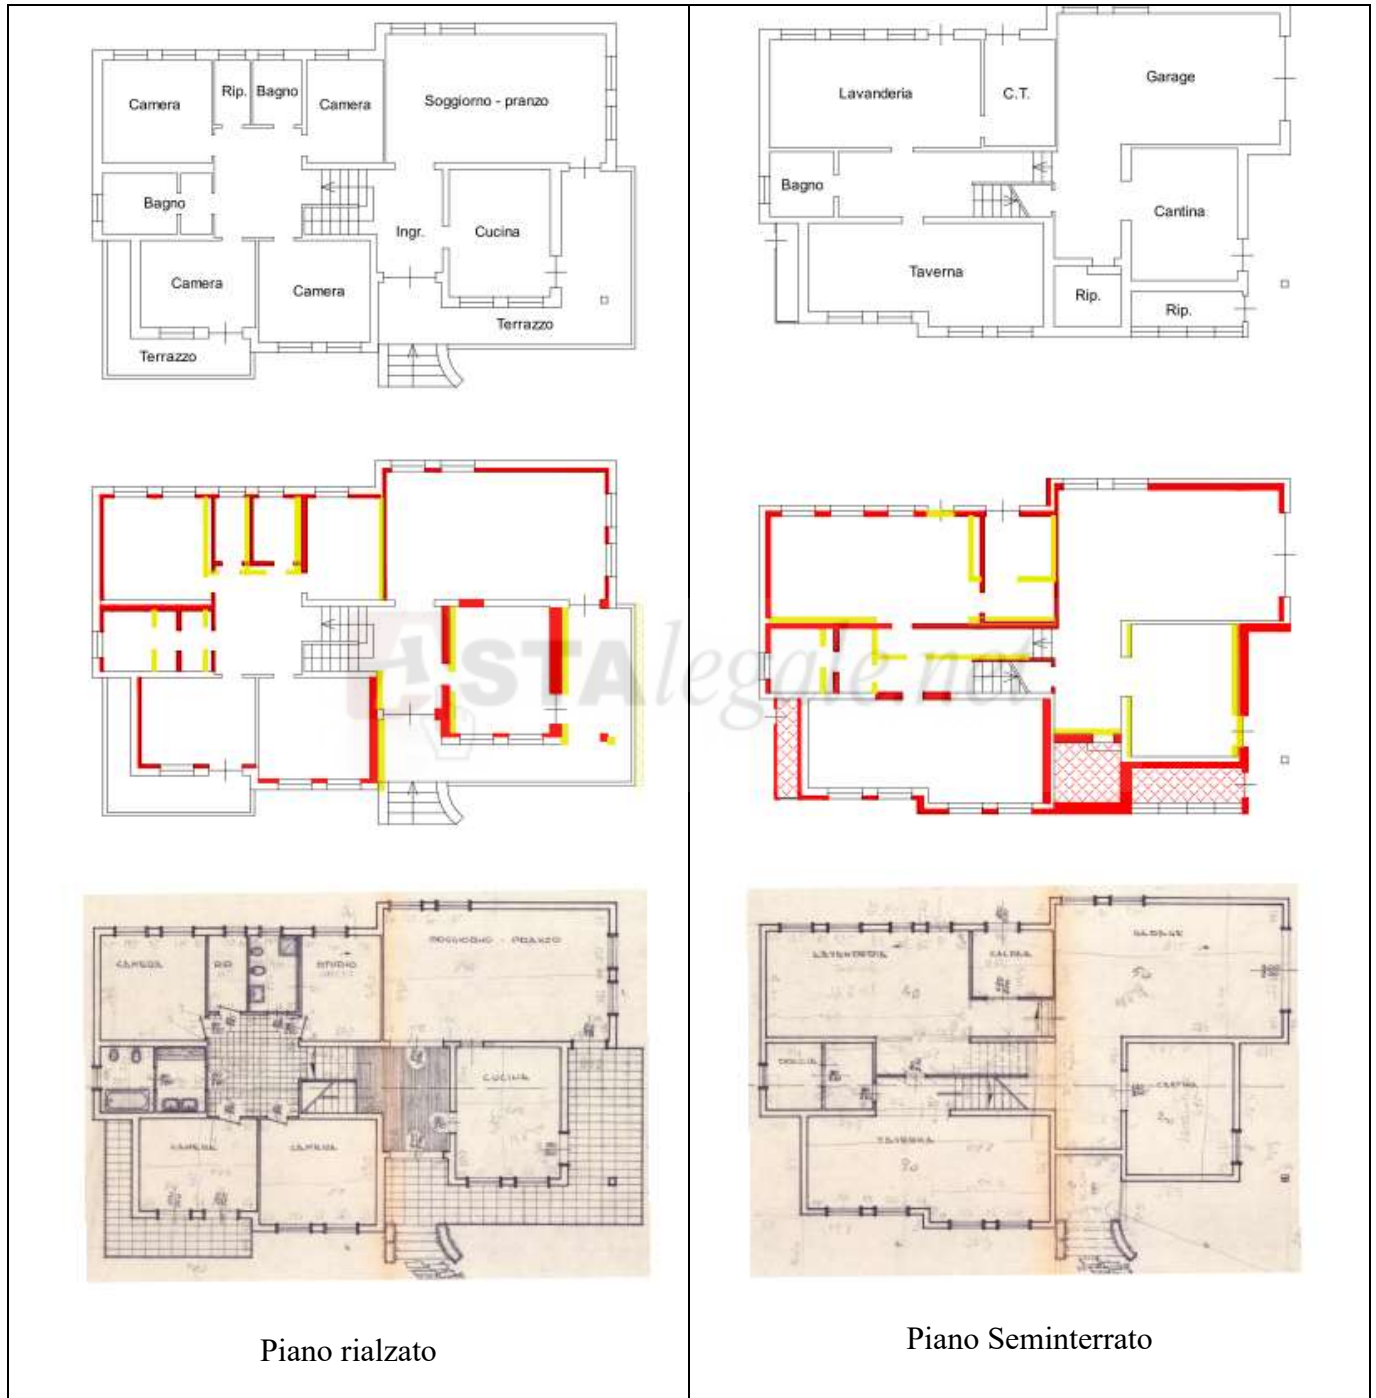 Camera
Rip.
Bagno
Camera
Soggiorno - pranzo
Bagno
Ingr.
Cucina
Camera
Camera
Terrazzo
Terrazzo
Lavanderia
C.T.
Garage
Bagno
Cantina
Taverna
Rip.
Rip.
ASTAlegale.net
CAMERA
RIP
STUDIO
SOGGIORNO - PRANZO
CUCINA
CAMERA
CAMERA
LAVANDERIA
CALDAIA
GARAGE
50
40
DOCCIA
CANTINA
TAVERNA
Piano rialzato
Piano Seminterrato